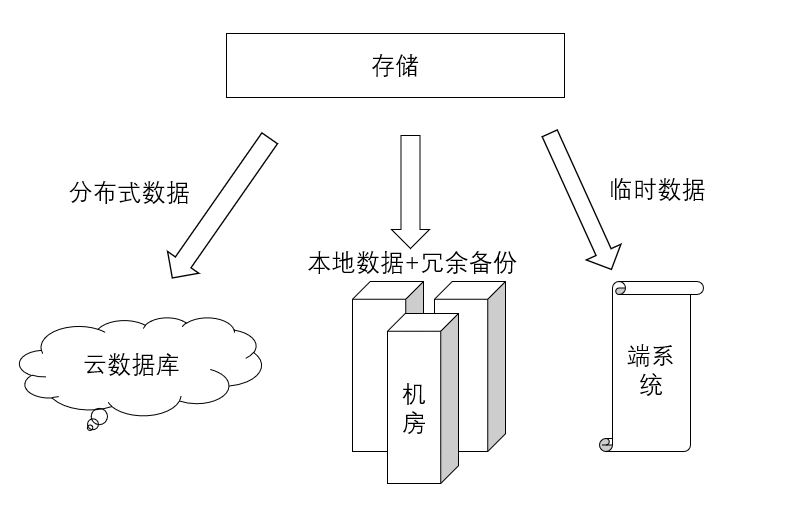 存储
分布式数据
临时数据
本地数据+冗余备份
云数据库
机
房
端系
统